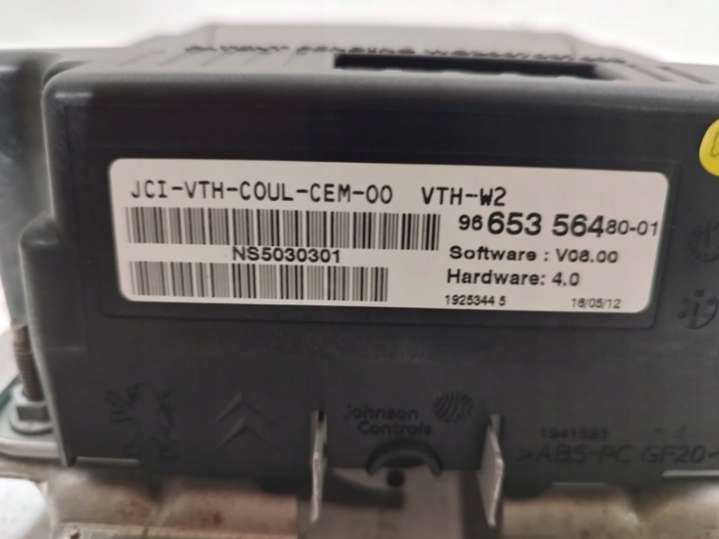 JCI-VTH-COUL-CEM-00 VTH-W2
96 653 564 80-01
NS5030301
Software : V08.00
Hardware: 4.0
1925344 5 16/05/12
Johnson
Controls
>ABS-PC GF20